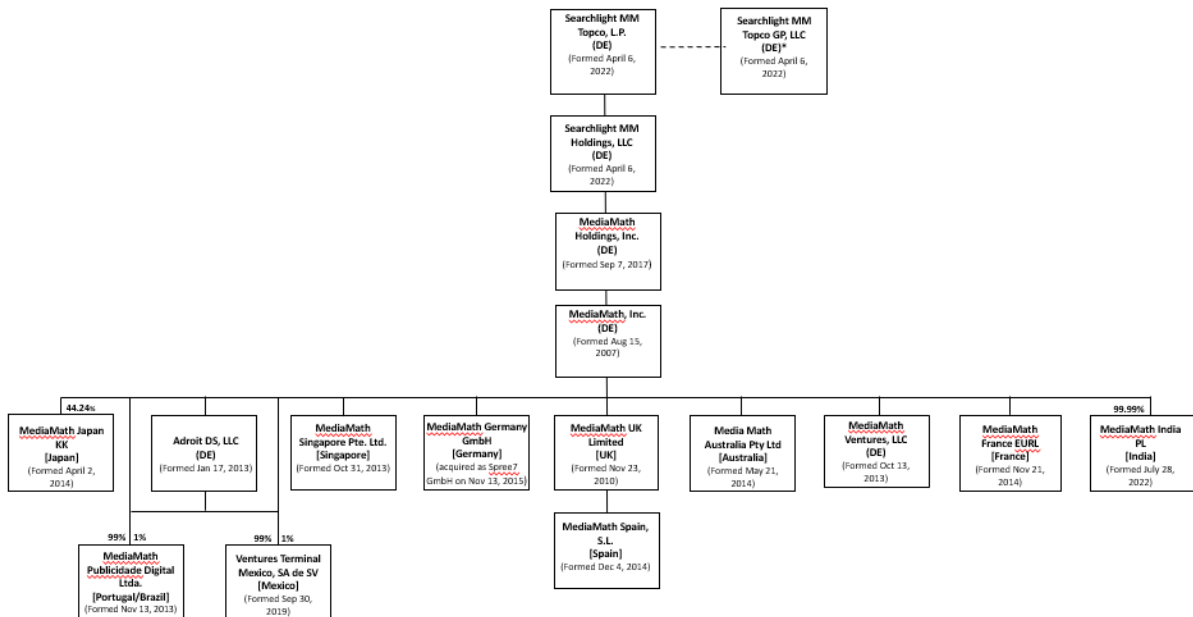 Searchlight MM
Topco, L.P.
(DE)
(Formed April 6,
2022)
Searchlight MM
Topco GP, LLC
(DE)*
(Formed April 6,
2022)
Searchlight MM
Holdings, LLC
(DE)
(Formed April 6,
2022)
MediaMath
Holdings, Inc.
(DE)
(Formed Sep 7, 2017)
MediaMath, Inc.
(DE)
(Formed Aug 15,
2007)
44.24%
MediaMath Japan
KK
[Japan]
(Formed April 2,
2014)
Adroit DS, LLC
(DE)
(Formed Jan 17, 2013)
MediaMath
Singapore Pte. Ltd.
[Singapore]
(Formed Oct 31, 2013)
MediaMath Germany
GmbH
[Germany]
(acquired as Spree7
GmbH on Nov 13, 2015)
MediaMath UK
Limited
[UK]
(Formed Nov 23,
2010)
Media Math
Australia Pty Ltd
[Australia]
(Formed May 21,
2014)
MediaMath
Ventures, LLC
(DE)
(Formed Oct 13,
2013)
MediaMath
France EURL
[France]
(Formed Nov 21,
2014)
99.99%
MediaMath India
PL
[India]
(Formed July 28,
2022)
99% 1%
MediaMath
Publicidade Digital
Ltda.
[Portugal/Brazil]
(Formed Nov 13, 2013)
99% 1%
Ventures Terminal
Mexico, SA de SV
[Mexico]
(Formed Sep 30,
2019)
MediaMath Spain,
S.L.
[Spain]
(Formed Dec 4, 2014)